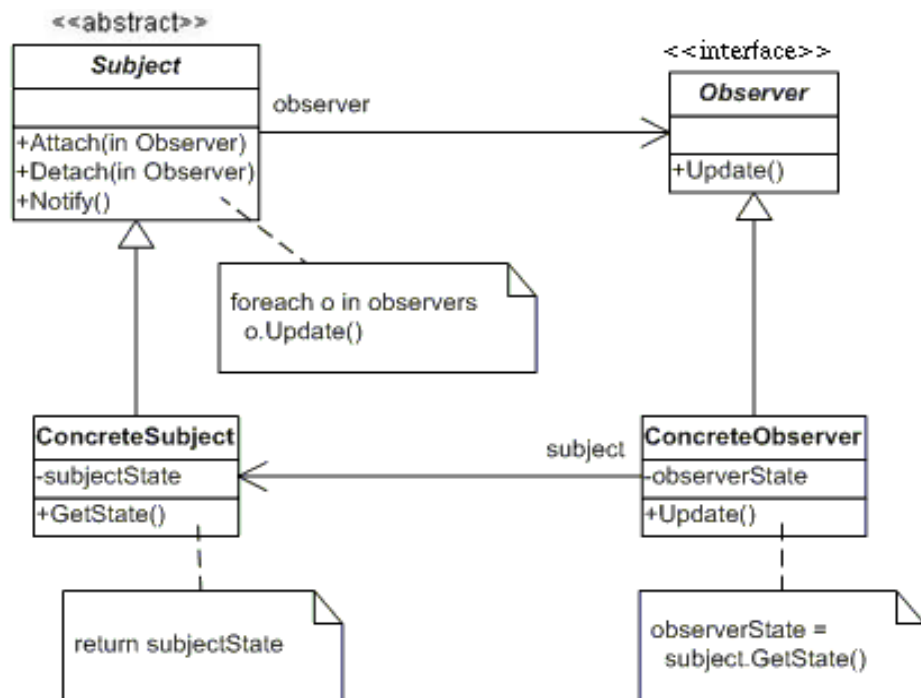 <<abstract>>
Subject
+Attach(in Observer)
+Detach(in Observer)
+Notify()
observer
<<interface>>
Observer
+Update()
foreach o in observers
o.Update()
ConcreteSubject
-subjectState
+GetState()
subject
ConcreteObserver
-observerState
+Update()
return subjectState
observerState =
subject.GetState()